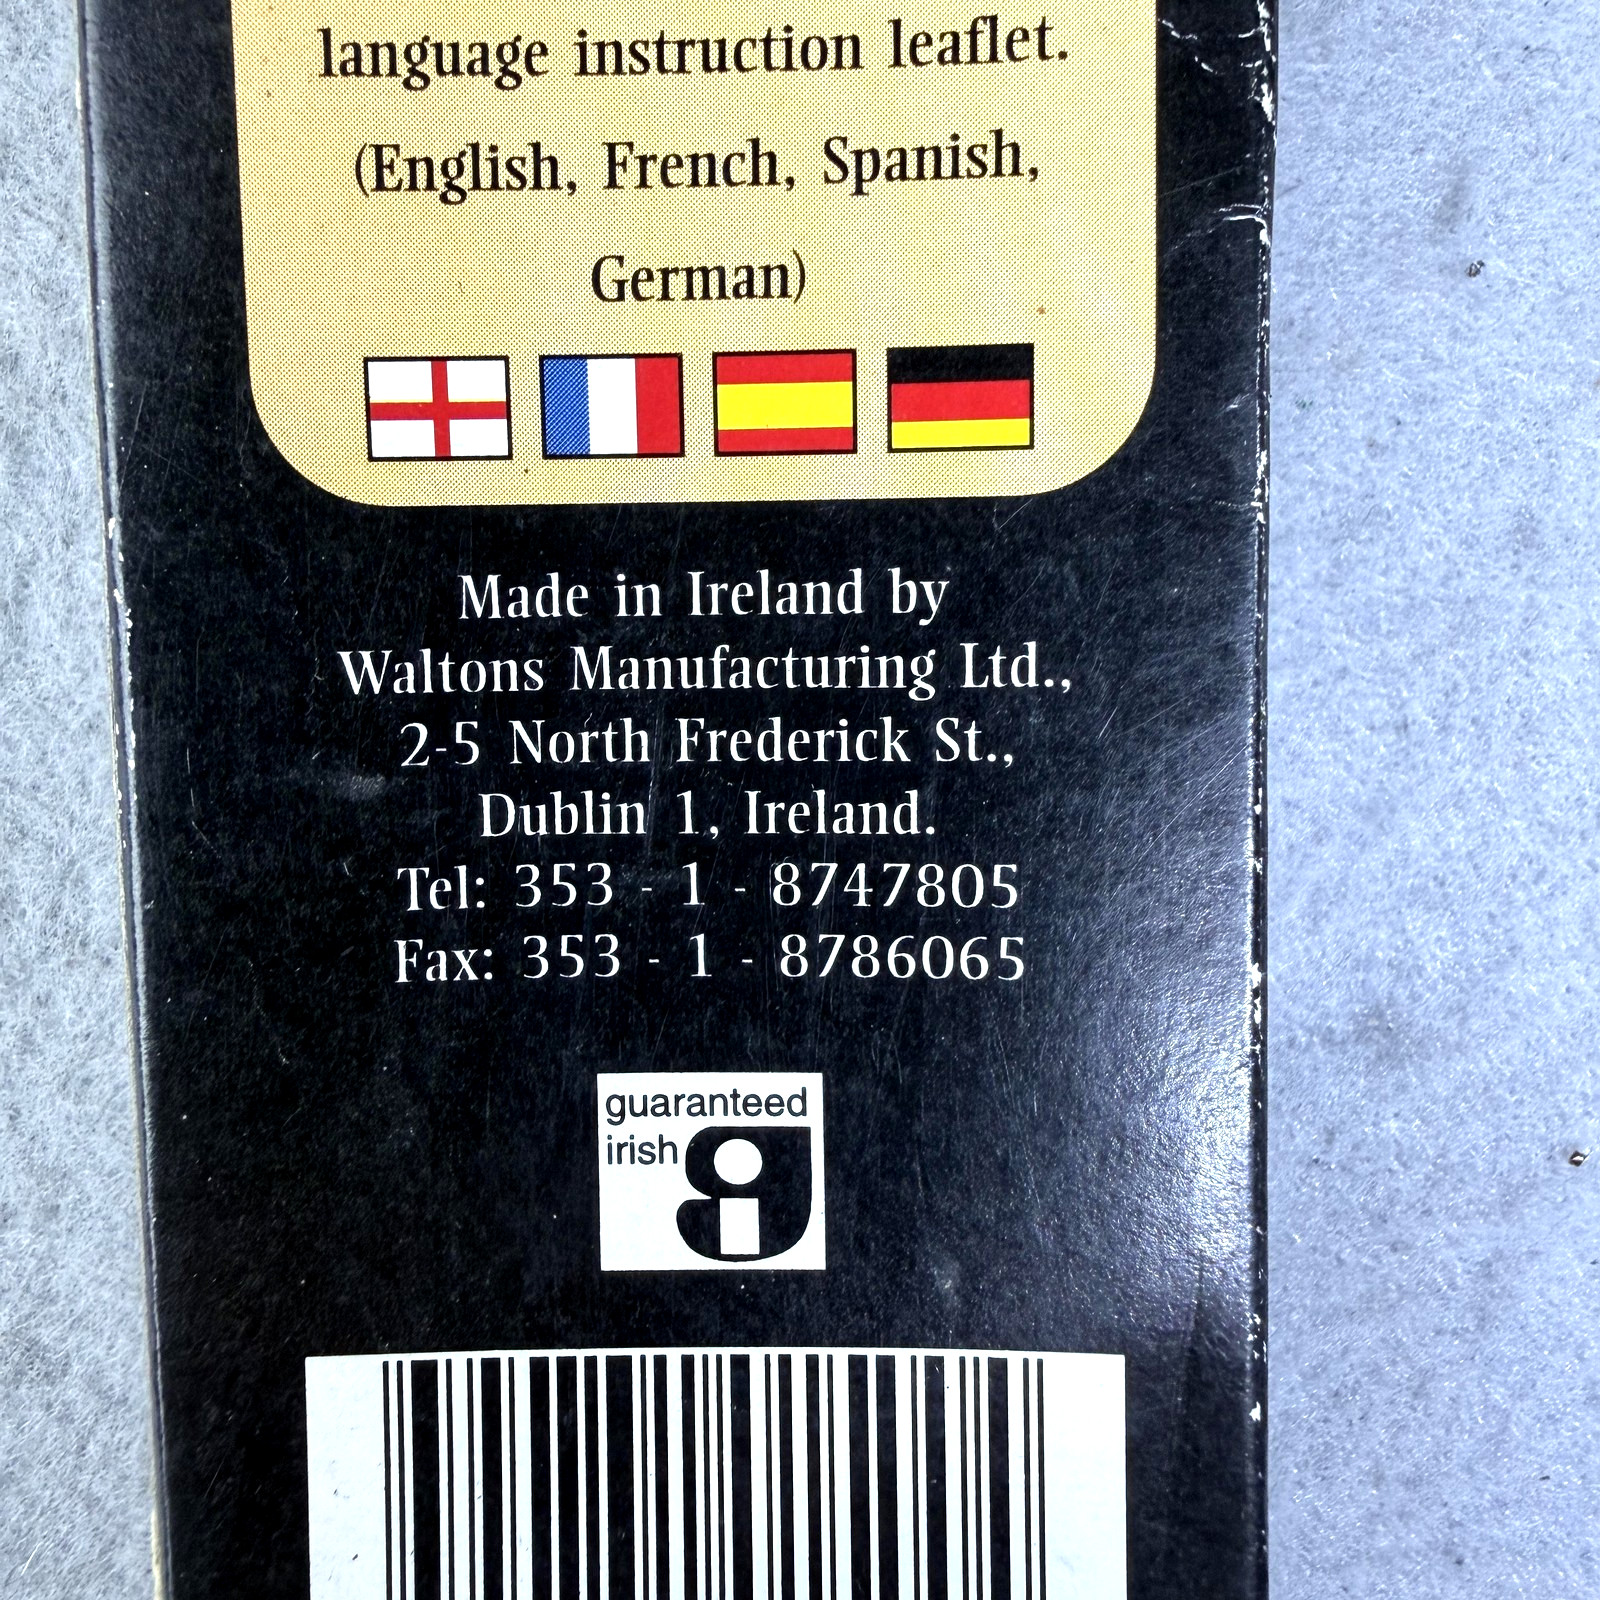 language instruction leaflet.
(English, French, Spanish,
German)
Made in Ireland by
Waltons Manufacturing Ltd.,
2-5 North Frederick St.,
Dublin 1, Ireland.
Tel: 353 - 1 - 8747805
Fax: 353 - 1 - 8786065
guaranteed
irish